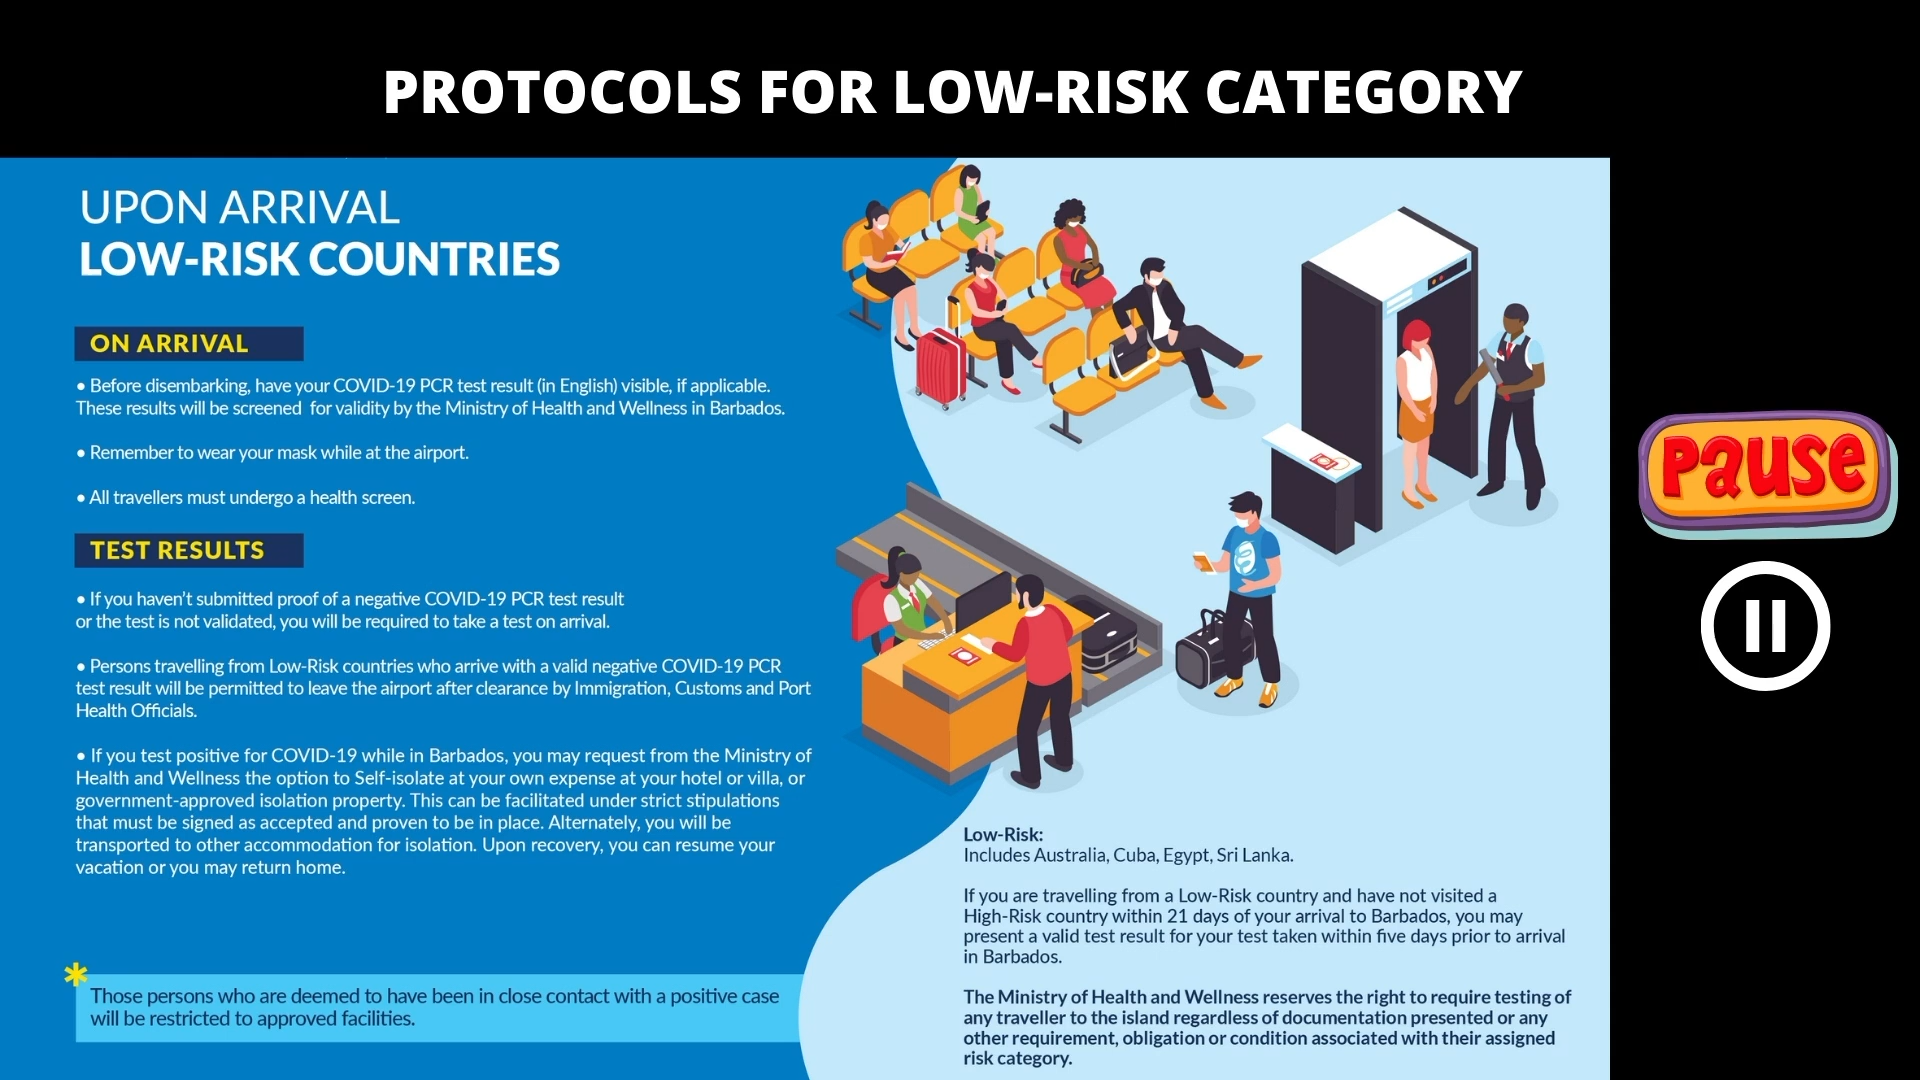 PROTOCOLS FOR LOW-RISK CATEGORY
UPON ARRIVAL
LOW-RISK COUNTRIES
ON ARRIVAL
• Before disembarking, have your COVID-19 PCR test result (in English) visible, if applicable.
These results will be screened for validity by the Ministry of Health and Wellness in Barbados.
• Remember to wear your mask while at the airport.
• All travellers must undergo a health screen.
TEST RESULTS
• If you haven't submitted proof of a negative COVID-19 PCR test result
or the test is not validated, you will be required to take a test on arrival.
• Persons travelling from Low-Risk countries who arrive with a valid negative COVID-19 PCR
test result will be permitted to leave the airport after clearance by Immigration, Customs and Port
Health Officials.
• If you test positive for COVID-19 while in Barbados, you may request from the Ministry of
Health and Wellness the option to Self-isolate at your own expense at your hotel or villa, or
government-approved isolation property. This can be facilitated under strict stipulations
that must be signed as accepted and proven to be in place. Alternately, you will be
transported to other accommodation for isolation. Upon recovery, you can resume your
vacation or you may return home.
* Those persons who are deemed to have been in close contact with a positive case
will be restricted to approved facilities.
Low-Risk:
Includes Australia, Cuba, Egypt, Sri Lanka.
If you are travelling from a Low-Risk country and have not visited a
High-Risk country within 21 days of your arrival to Barbados, you may
present a valid test result for your test taken within five days prior to arrival
in Barbados.
The Ministry of Health and Wellness reserves the right to require testing of
any traveller to the island regardless of documentation presented or any
other requirement, obligation or condition associated with their assigned
risk category.
Pause